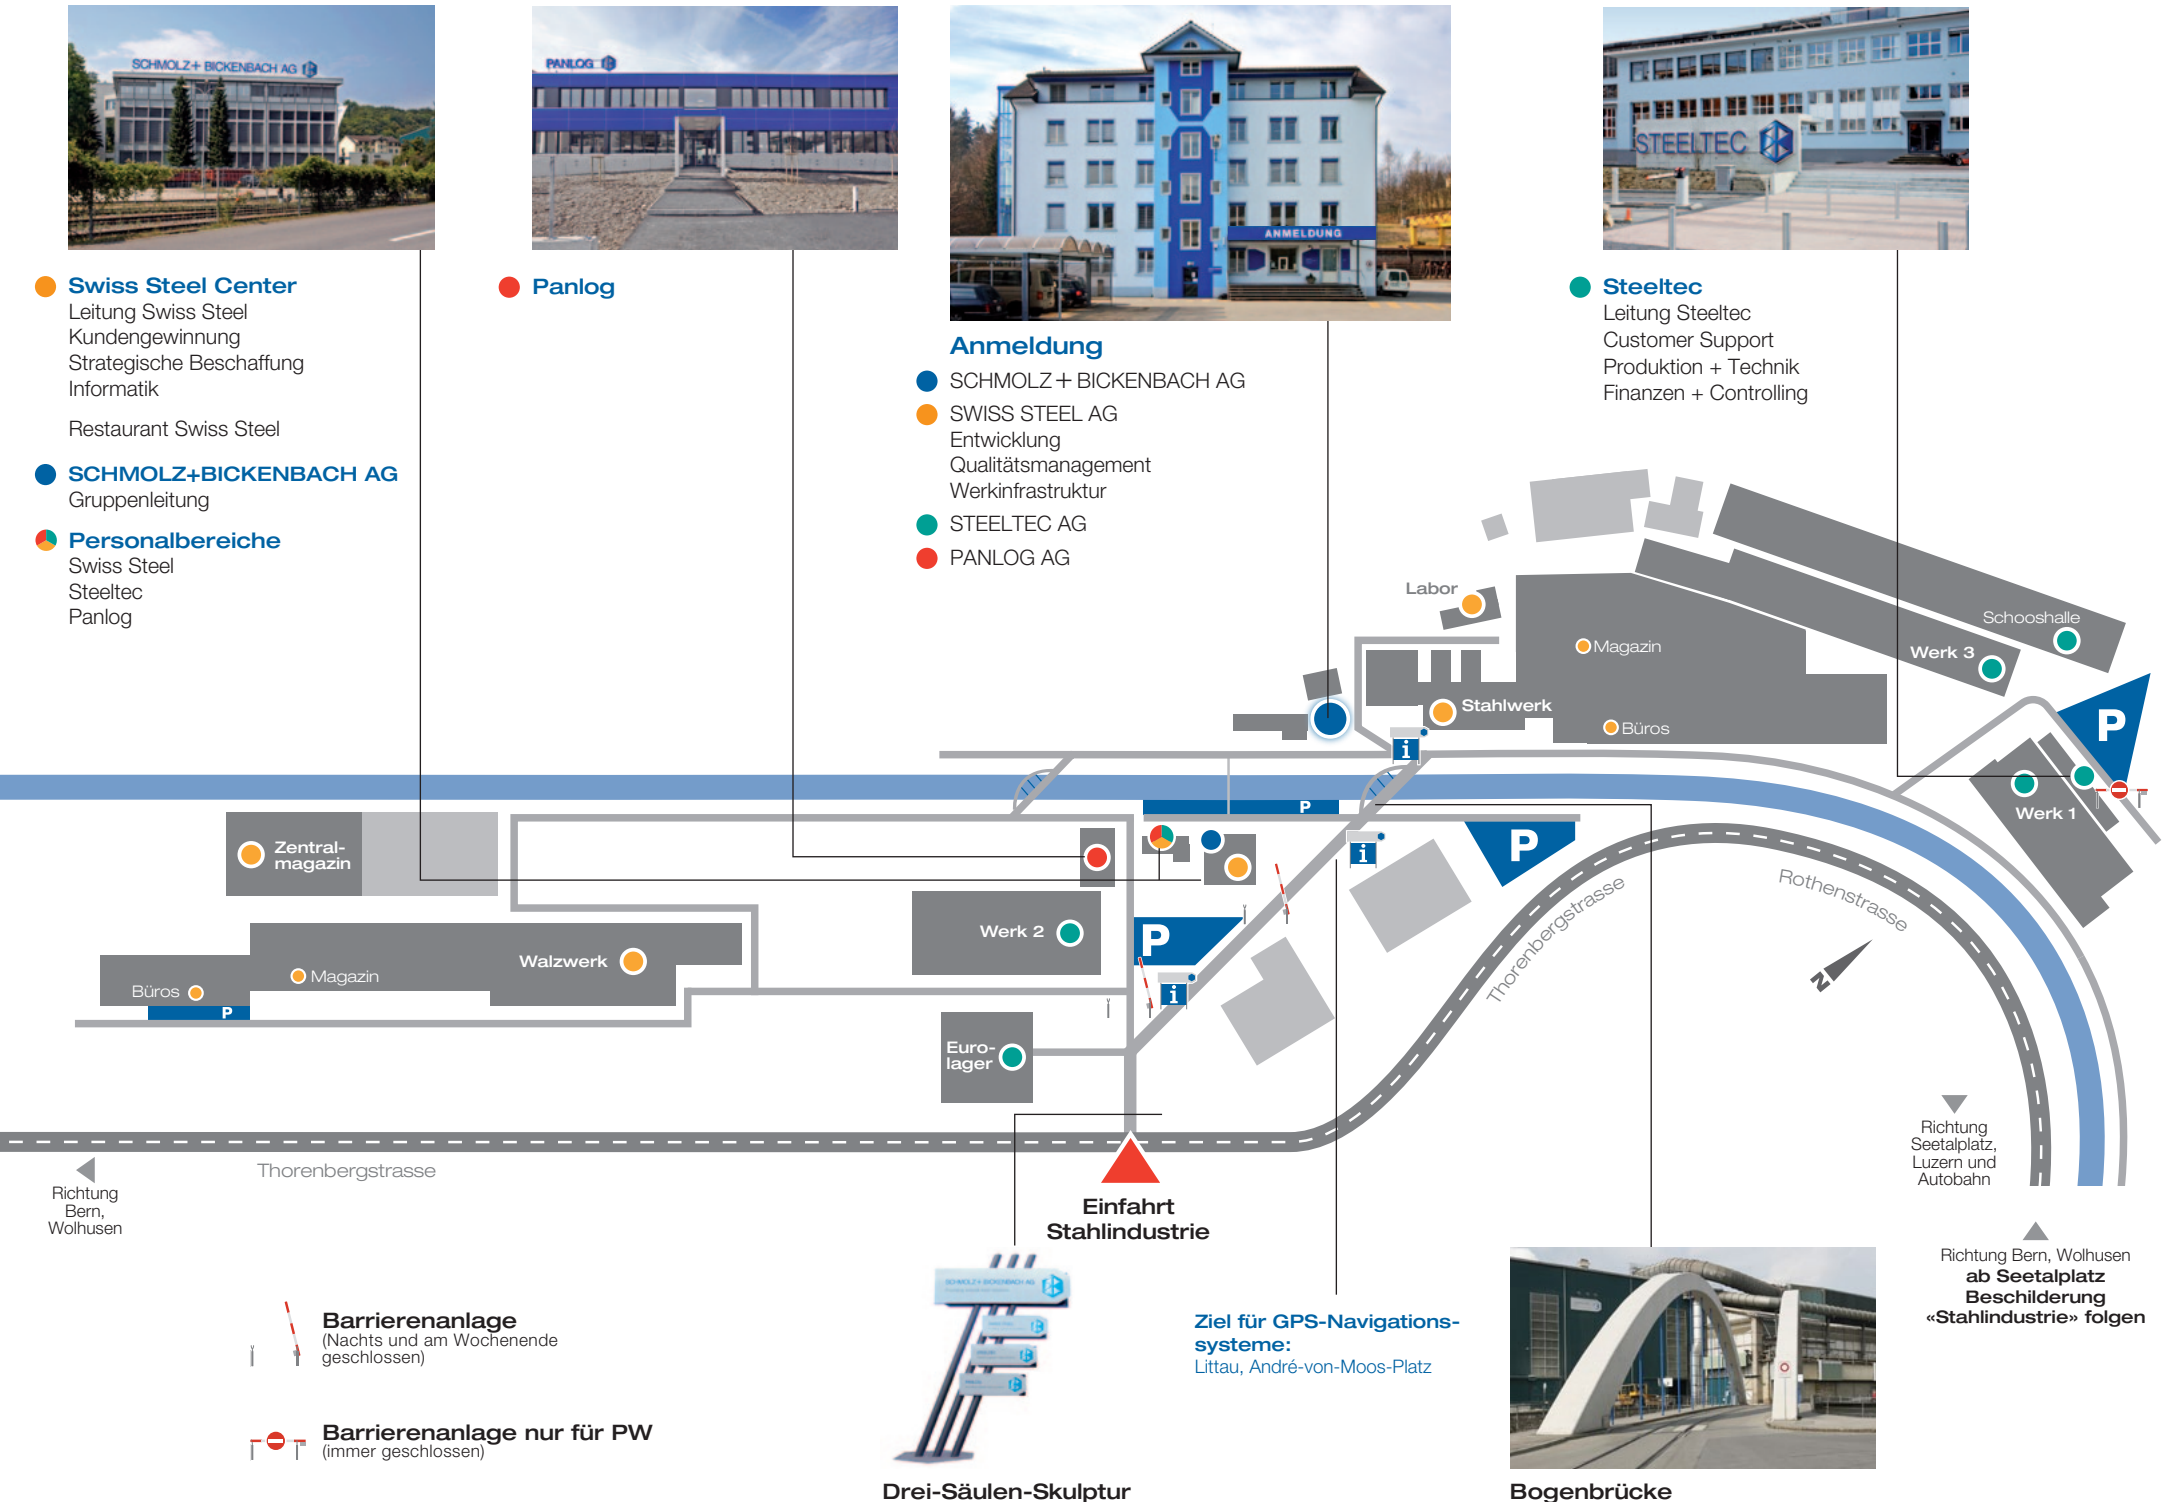 SCHMOLZ+ BICKENBACH AG
PANLOG
ANMELDUNG
STEELTEC
Swiss Steel Center
Leitung Swiss Steel
Kundengewinnung
Strategische Beschaffung
Informatik
Restaurant Swiss Steel
SCHMOLZ+BICKENBACH AG
Gruppenleitung
Personalbereiche
Swiss Steel
Steeltec
Panlog
Panlog
Anmeldung
SCHMOLZ + BICKENBACH AG
SWISS STEEL AG
Entwicklung
Qualitätsmanagement
Werkinfrastruktur
STEELTEC AG
PANLOG AG
Steeltec
Leitung Steeltec
Customer Support
Produktion + Technik
Finanzen + Controlling
Labor
Magazin
Schooshalle
Werk 3
Stahlwerk
Büros
P
i
P
Werk 1
P
i
Zentral-
magazin
Rothenstrasse
Thorenbergstrasse
Werk 2
P
Walzwerk
Magazin
Büros
P
i
N
Euro-
lager
Thorenbergstrasse
Richtung
Bern,
Wolhusen
Einfahrt
Stahlindustrie
Richtung
Seetalplatz,
Luzern und
Autobahn
Richtung Bern, Wolhusen
ab Seetalplatz
Beschilderung
«Stahlindustrie» folgen
Barrierenanlage
(Nachts und am Wochenende
geschlossen)
Barrierenanlage nur für PW
(immer geschlossen)
SCHMOLZ + BICKENBACH AG
Drei-Säulen-Skulptur
Ziel für GPS-Navigations-
systeme:
Littau, André-von-Moos-Platz
Bogenbrücke